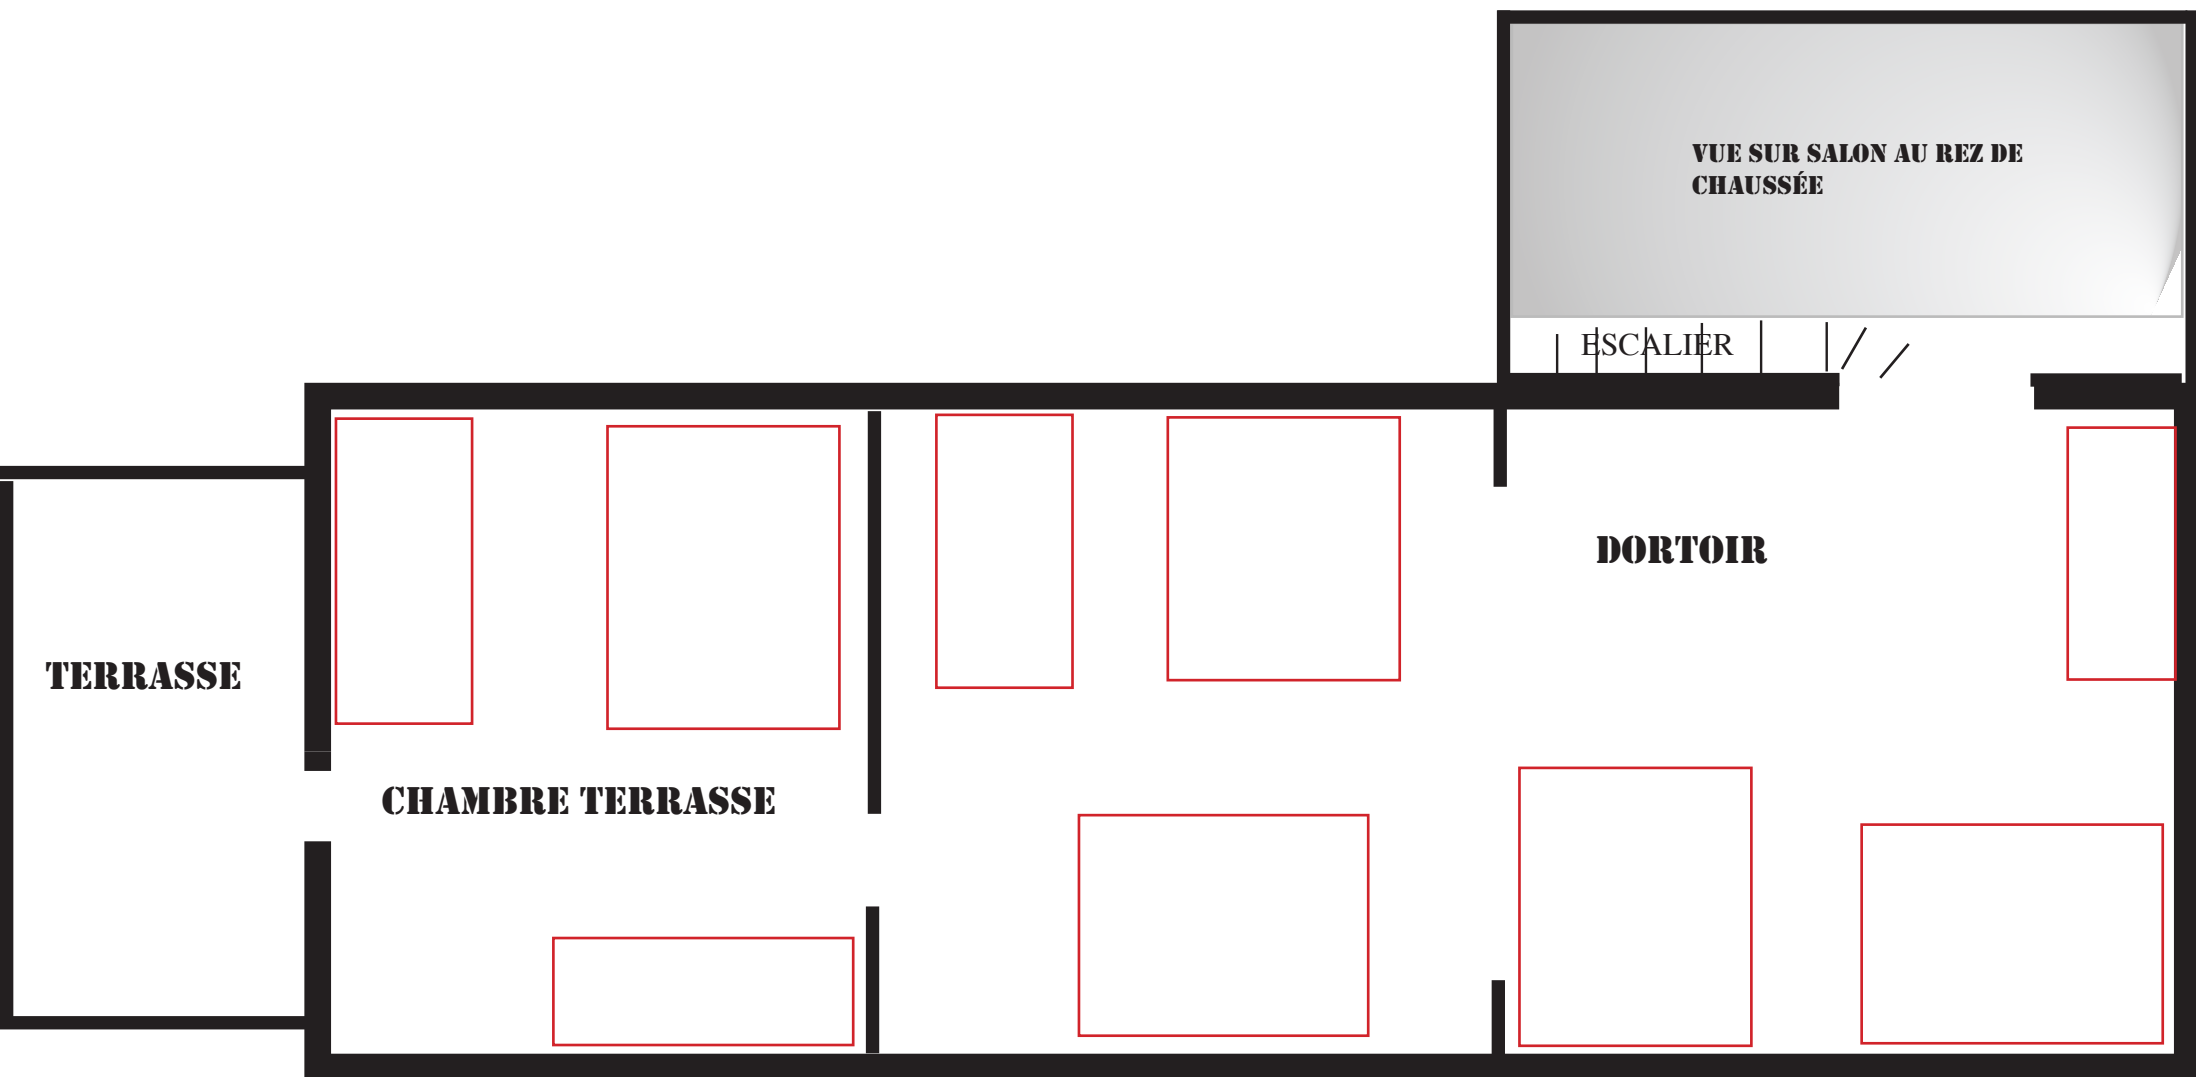 VUE SUR SALON AU REZ DE
CHAUSSÉE
ESCALIER
DORTOIR
TERRASSE
CHAMBRE TERRASSE